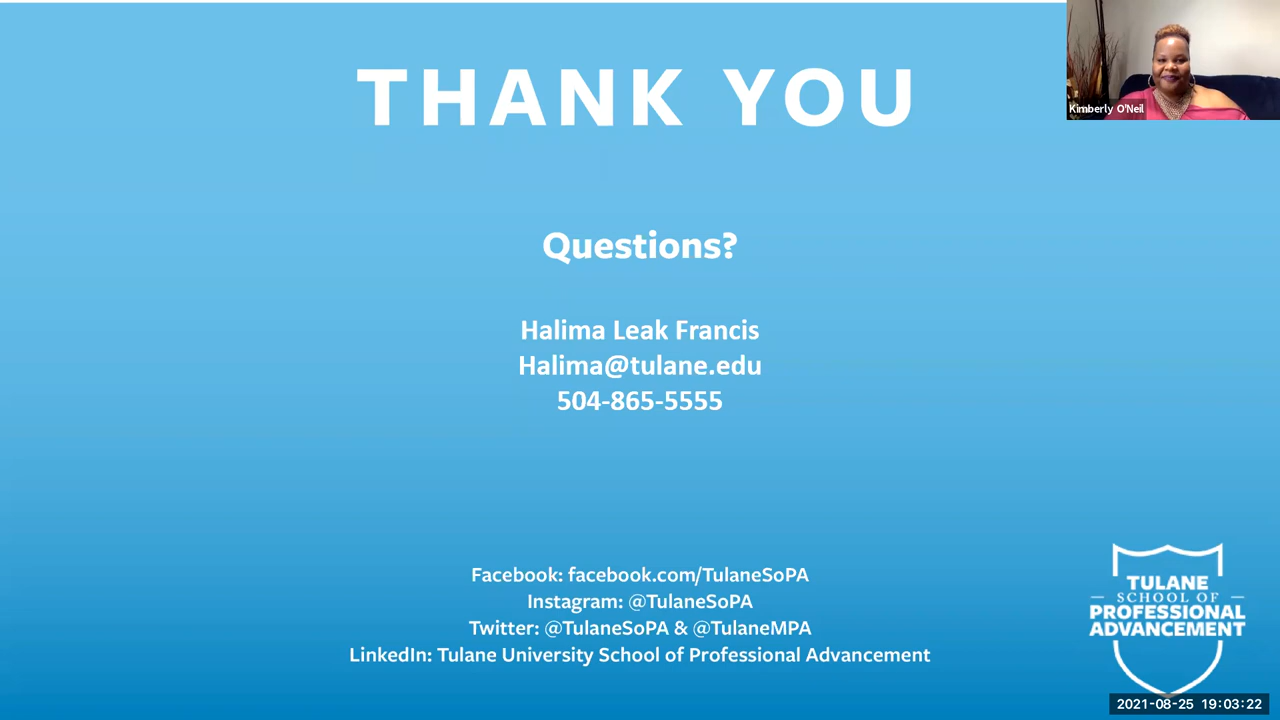 THANK YOU
Kimberly O'Neil
Questions?
Halima Leak Francis
Halima@tulane.edu
504-865-5555
Facebook: facebook.com/TulaneSoPA
Instagram: @TulaneSoPA
Twitter: @TulaneSoPA & @TulaneMPA
LinkedIn: Tulane University School of Professional Advancement
TULANE
SCHOOL OF
PROFESSIONAL
ADVANCEMENT
2021-08-25 19:03:22